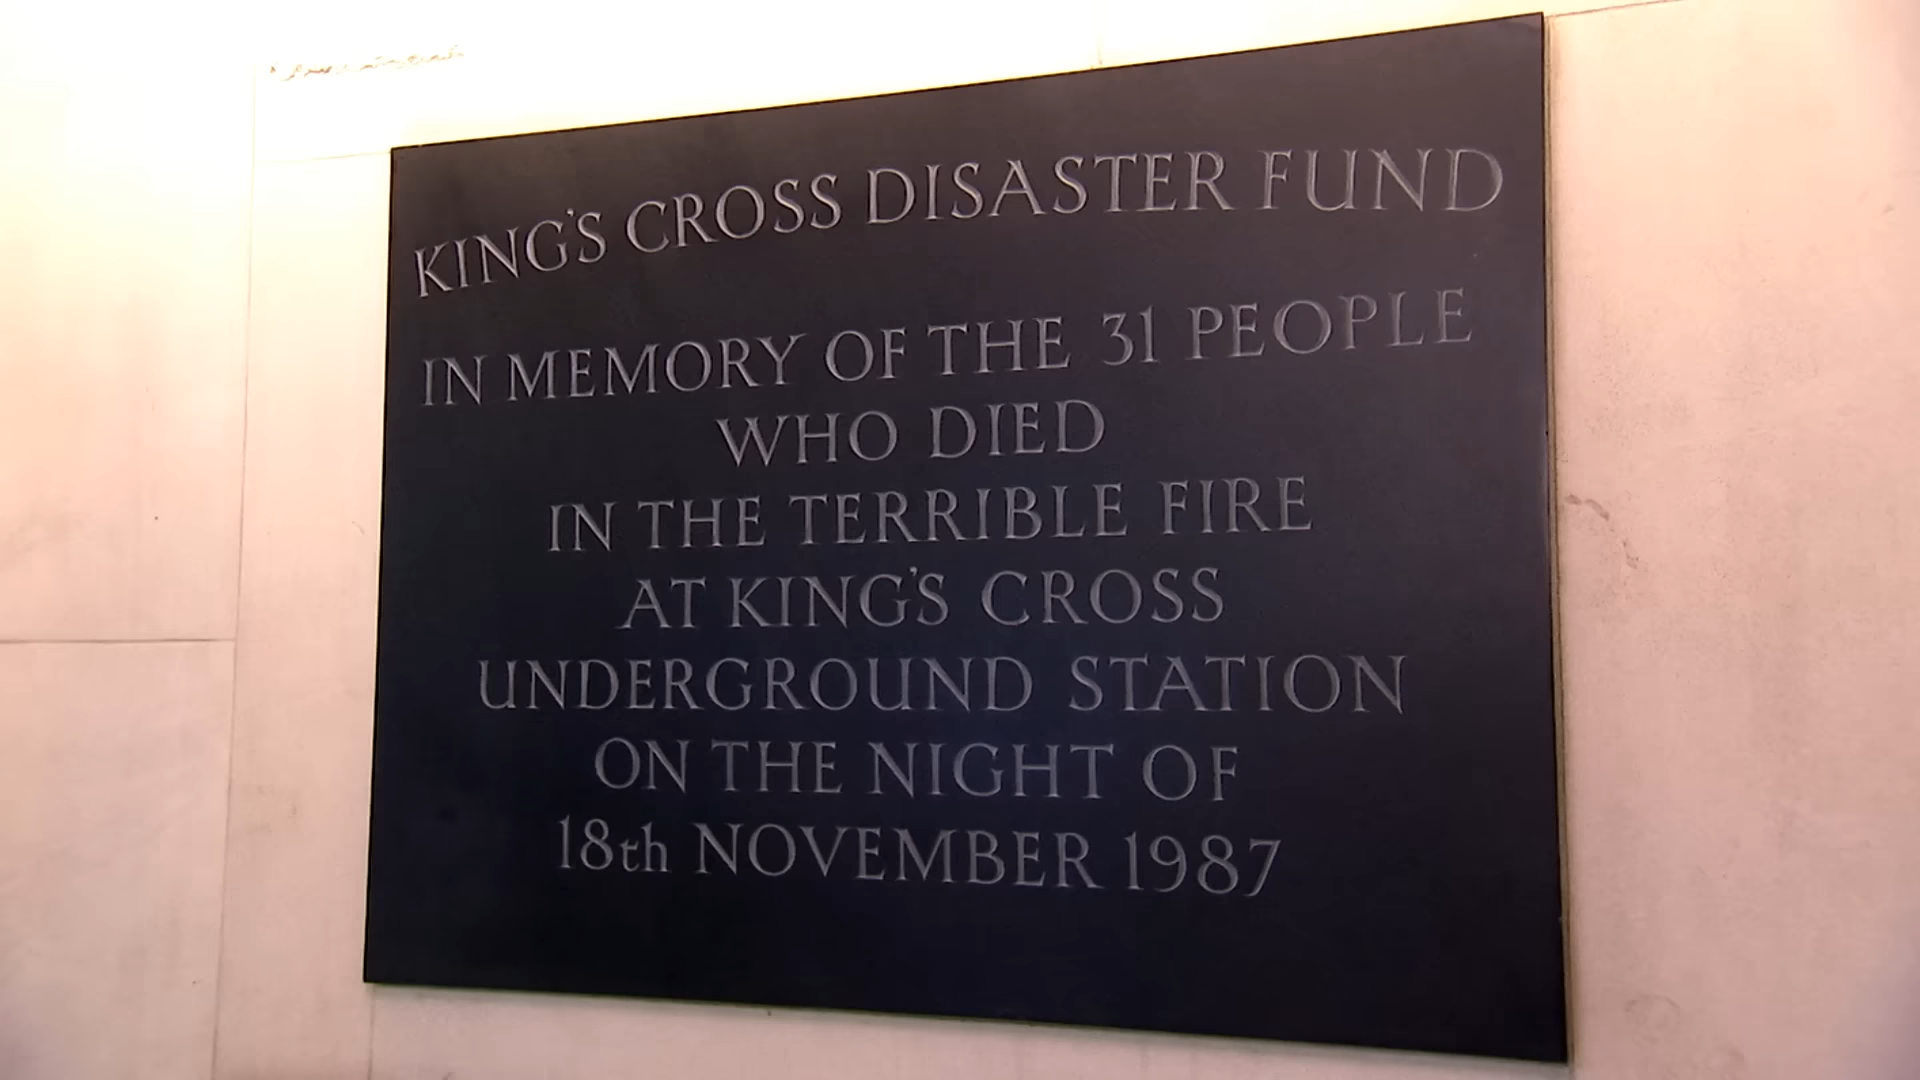 KING'S CROSS DISASTER FUND
IN MEMORY OF THE 31 PEOPLE
WHO DIED
IN THE TERRIBLE FIRE
AT KING'S CROSS
UNDERGROUND STATION
ON THE NIGHT OF
18th NOVEMBER 1987